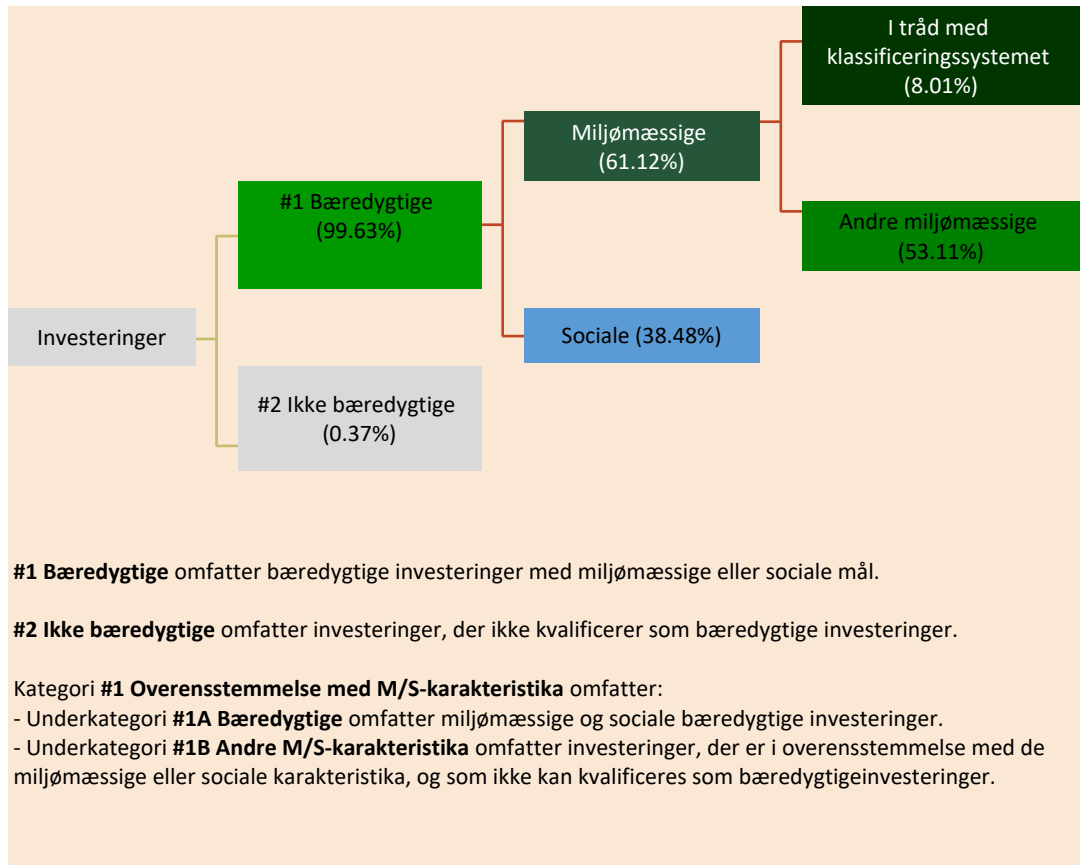 I tråd med
klassificeringssystemet
(8.01%)
Miljømæssige
(61.12%)
#1 Bæredygtige
(99.63%)
Andre miljømæssige
(53.11%)
Investeringer
Sociale (38.48%)
#2 Ikke bæredygtige
(0.37%)
#1 Bæredygtige omfatter bæredygtige investeringer med miljømæssige eller sociale mål.
#2 Ikke bæredygtige omfatter investeringer, der ikke kvalificerer som bæredygtige investeringer.
Kategori #1 Overensstemmelse med M/S-karakteristika omfatter:
- Underkategori #1A Bæredygtige omfatter miljømæssige og sociale bæredygtige investeringer.
- Underkategori #1B Andre M/S-karakteristika omfatter investeringer, der er i overensstemmelse med de
miljømæssige eller sociale karakteristika, og som ikke kan kvalificeres som bæredygtigeinvesteringer.